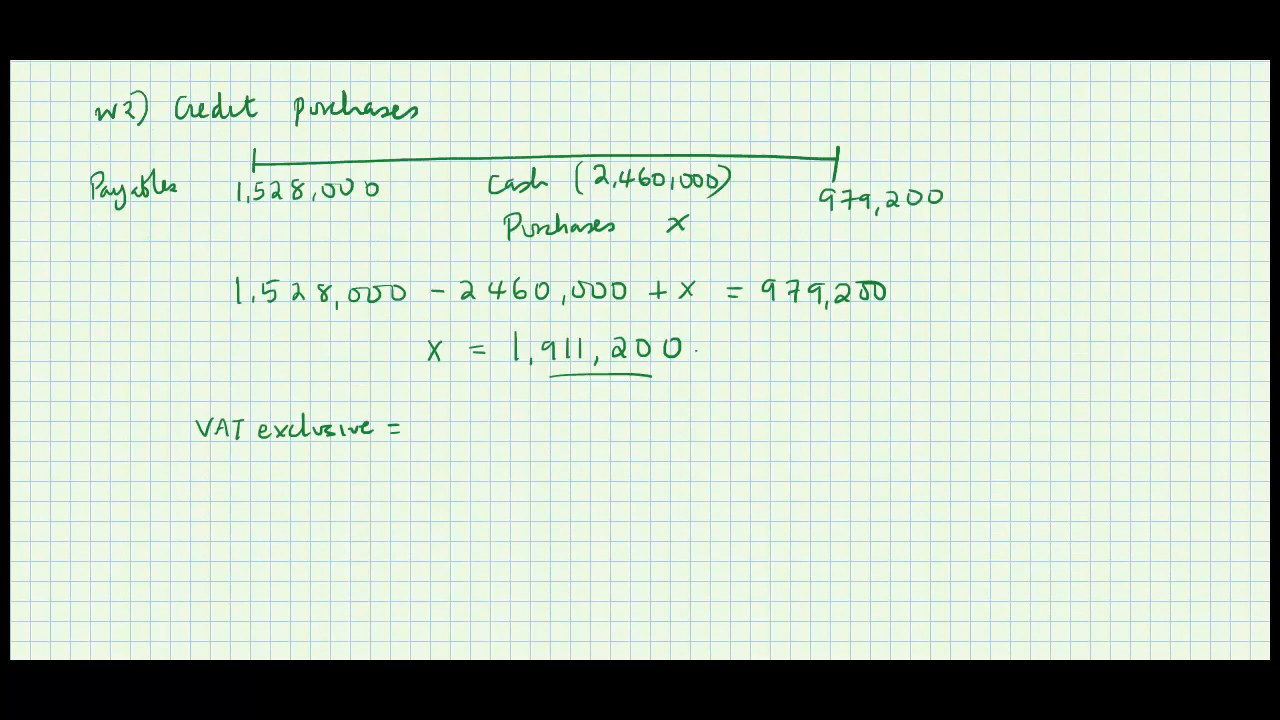 W2) Credit purchases
Payables 1,528,000 Cash (2,460,000) 979,200
Purchases x
1,528,000 - 2460,000 + x = 979,200
x = 1,911,200.
VAT exclusive =